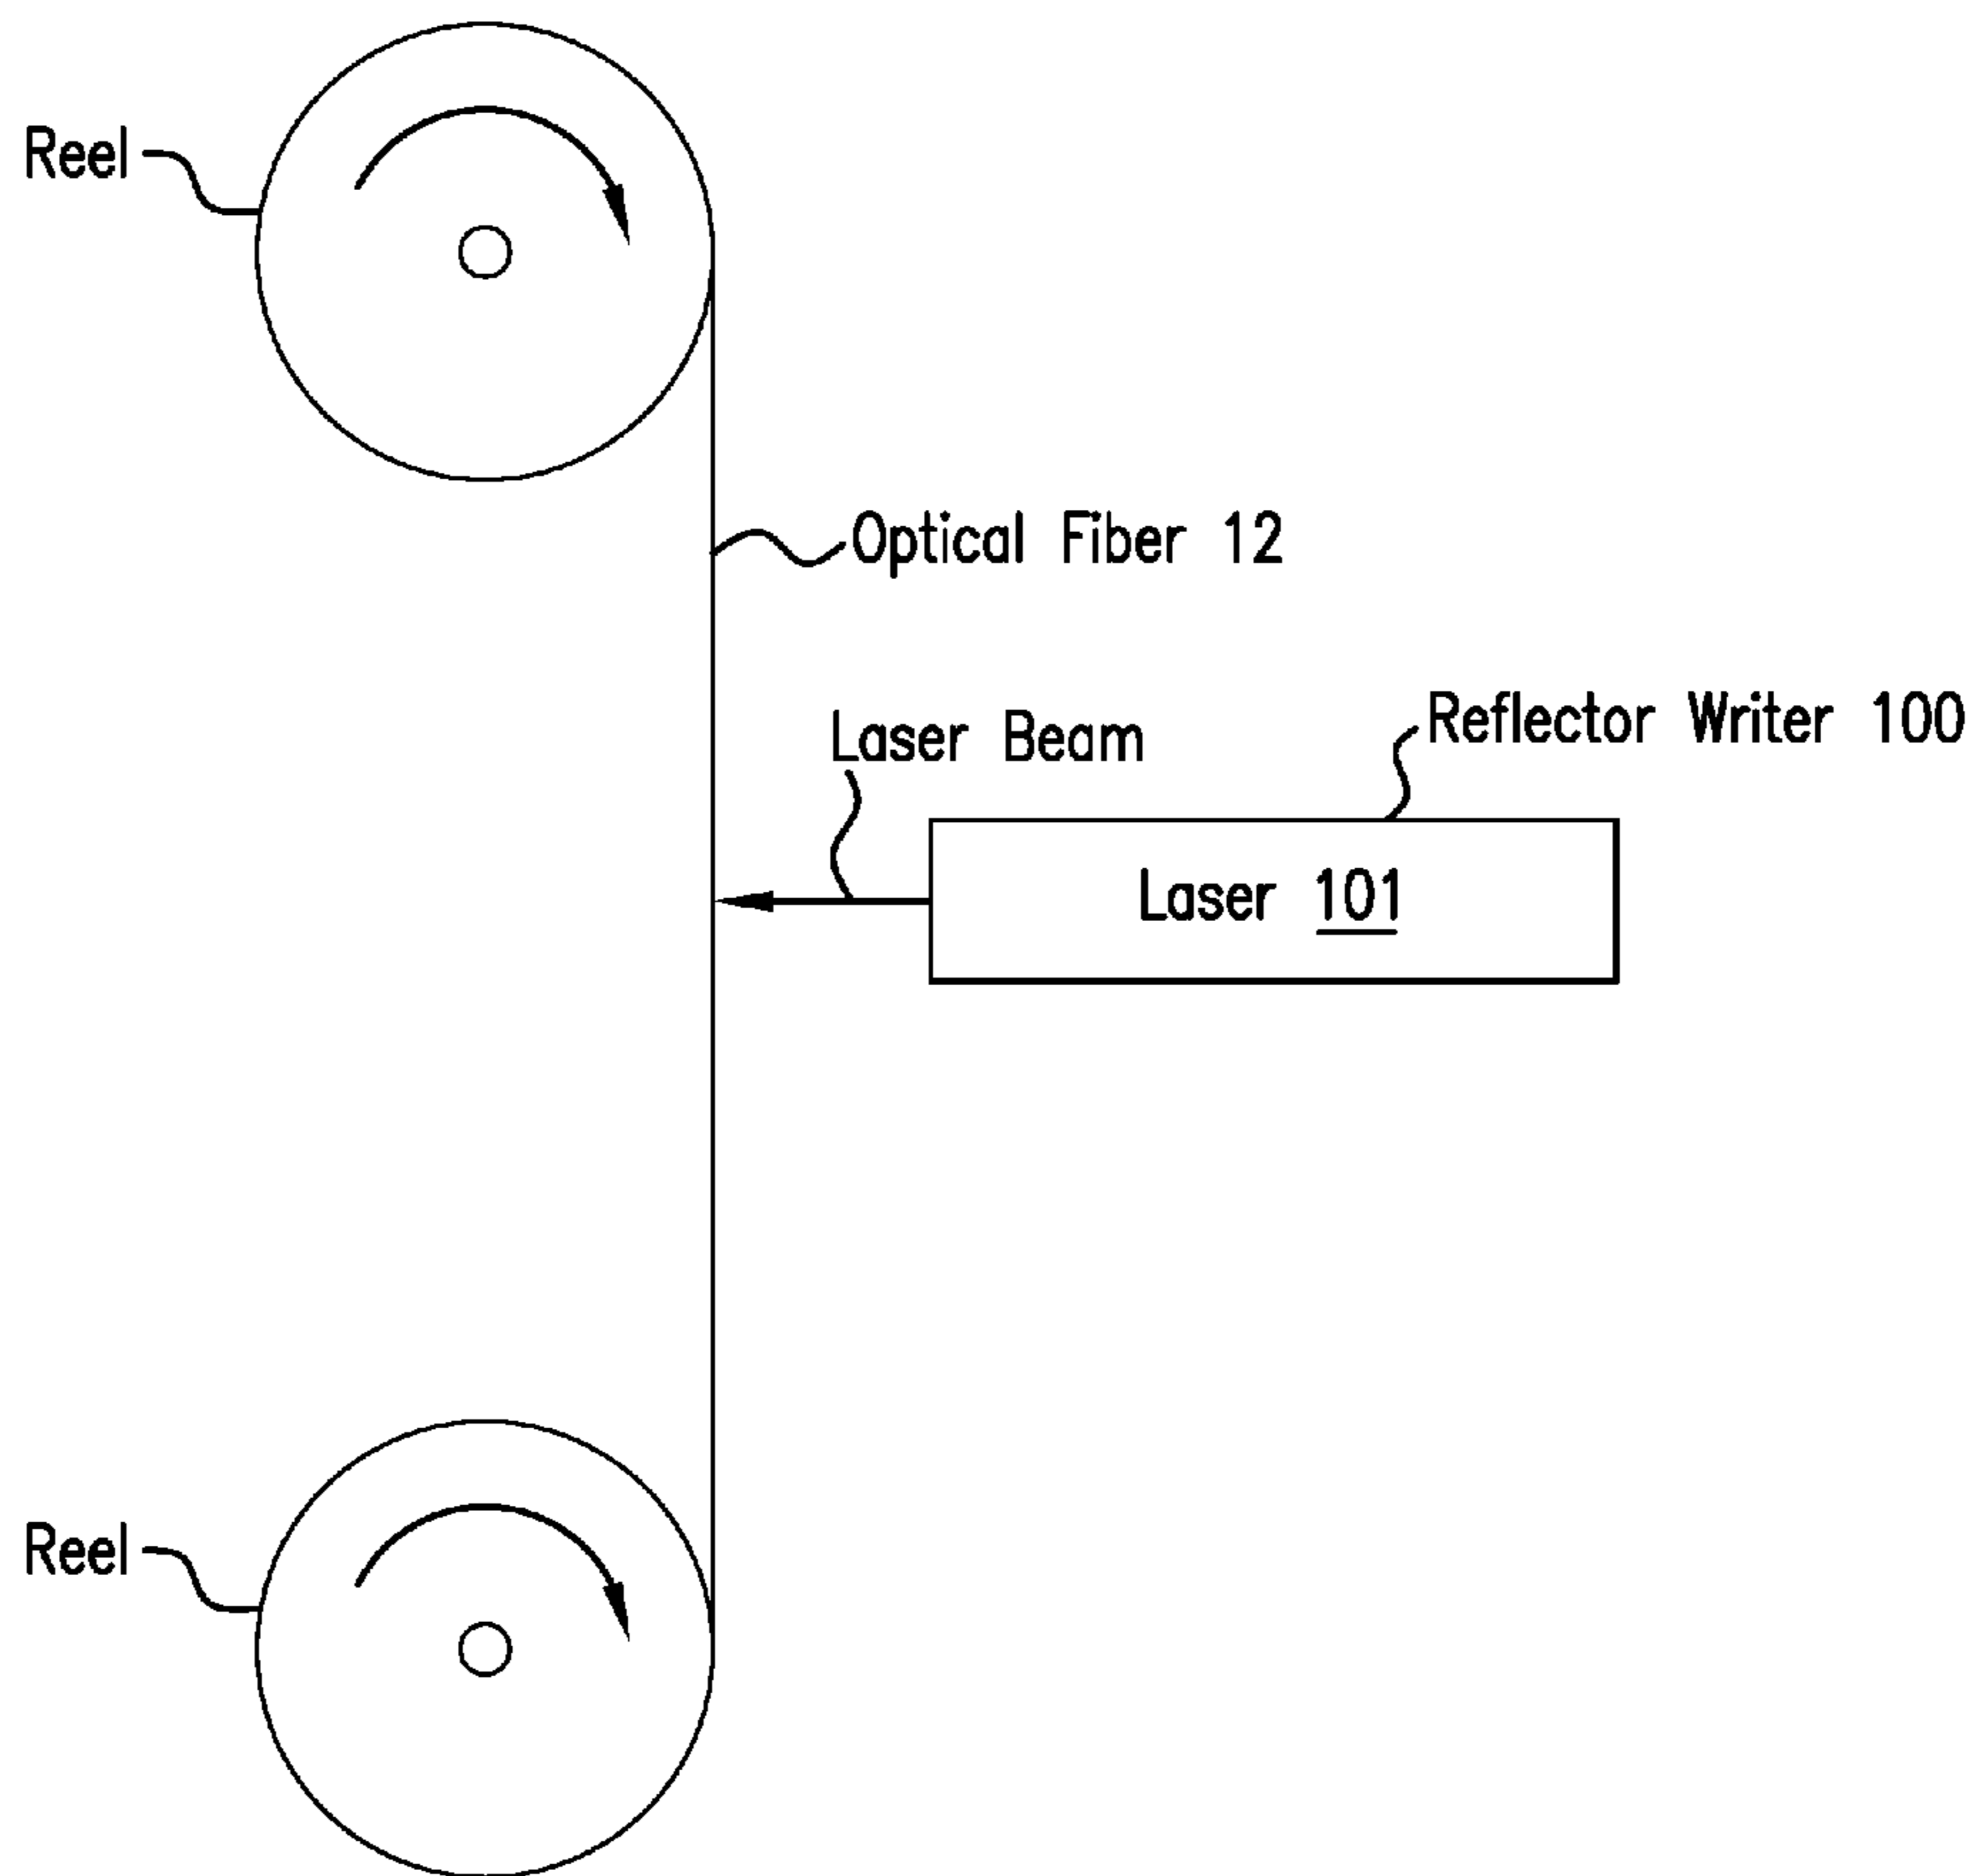 Reel
Optical Fiber 12
Laser Beam
Reflector Writer 100
Laser 101
Reel